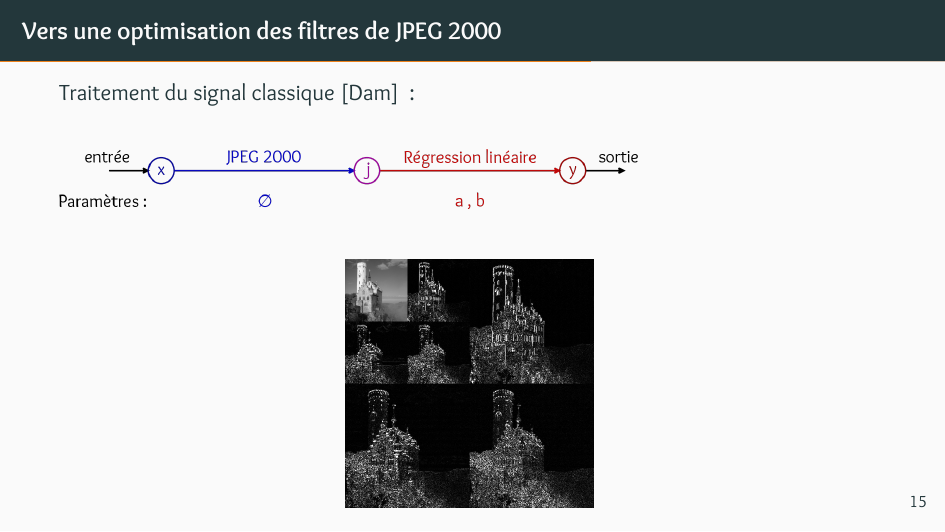 Vers une optimisation des filtres de JPEG 2000
Traitement du signal classique [Dam] :
entrée x JPEG 2000 j Régression linéaire y sortie
Paramètres : ∅ a , b
15